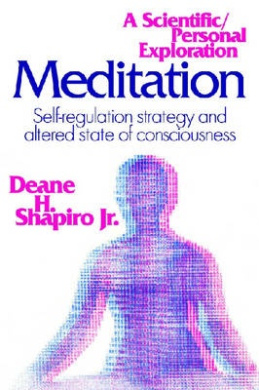 A Scientific/
Personal
Exploration
Meditation
Self-regulation strategy and
altered state of consciousness
Deane
H.
Shapiro Jr.